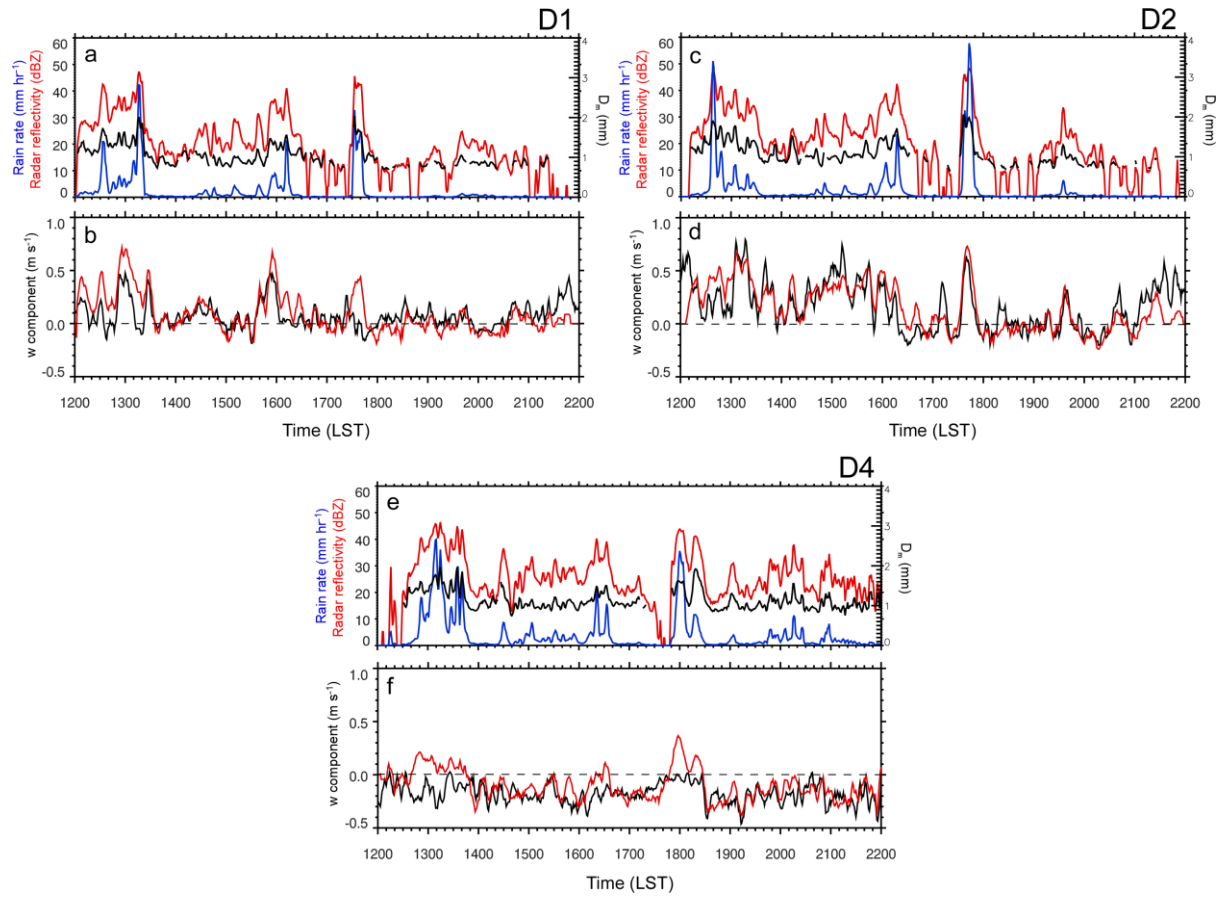 D1
a
Rain rate (mm hr-1)
Radar reflectivity (dBZ)
60
50
40
30
20
10
0
4
3
2
1
0
Dm (mm)
b
w component (m s-1)
1.0
0.5
0.0
-0.5
1200 1300 1400 1500 1600 1700 1800 1900 2000 2100 2200
Time (LST)
D2
c
Rain rate (mm hr-1)
Radar reflectivity (dBZ)
60
50
40
30
20
10
0
4
3
2
1
0
Dm (mm)
d
w component (m s-1)
1.0
0.5
0.0
-0.5
1200 1300 1400 1500 1600 1700 1800 1900 2000 2100 2200
Time (LST)
D4
e
Rain rate (mm hr-1)
Radar reflectivity (dBZ)
60
50
40
30
20
10
0
4
3
2
1
0
Dm (mm)
f
w component (m s-1)
1.0
0.5
0.0
-0.5
1200 1300 1400 1500 1600 1700 1800 1900 2000 2100 2200
Time (LST)